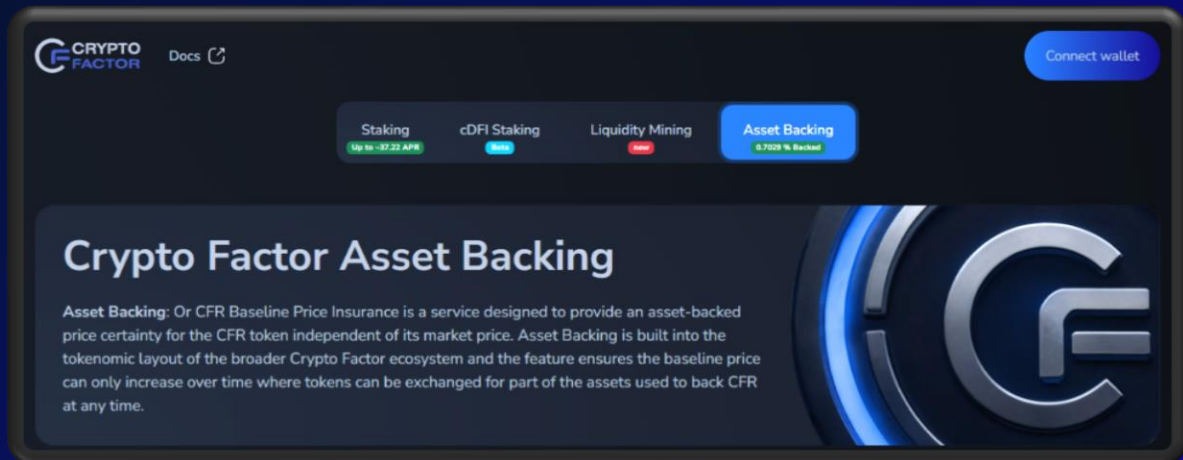 CRYPTO
FACTOR
Docs
Connect wallet
Staking
Up to ~37.22 APR
cDFI Staking
Beta
Liquidity Mining
new
Asset Backing
0.7029 % Backed
Crypto Factor Asset Backing
Asset Backing: Or CFR Baseline Price Insurance is a service designed to provide an asset-backed
price certainty for the CFR token independent of its market price. Asset Backing is built into the
tokenomic layout of the broader Crypto Factor ecosystem and the feature ensures the baseline price
can only increase over time where tokens can be exchanged for part of the assets used to back CFR
at any time.